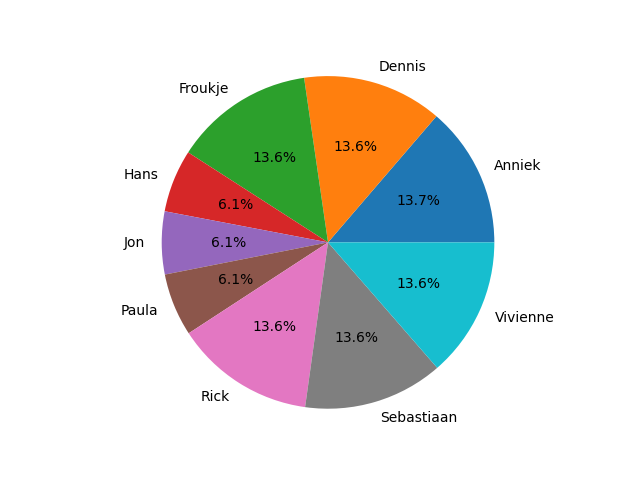 Dennis
Froukje
13.6%
13.6%
Anniek
Hans
13.7%
6.1%
Jon
6.1%
6.1%
13.6%
Paula
Vivienne
13.6%
13.6%
Rick
Sebastiaan